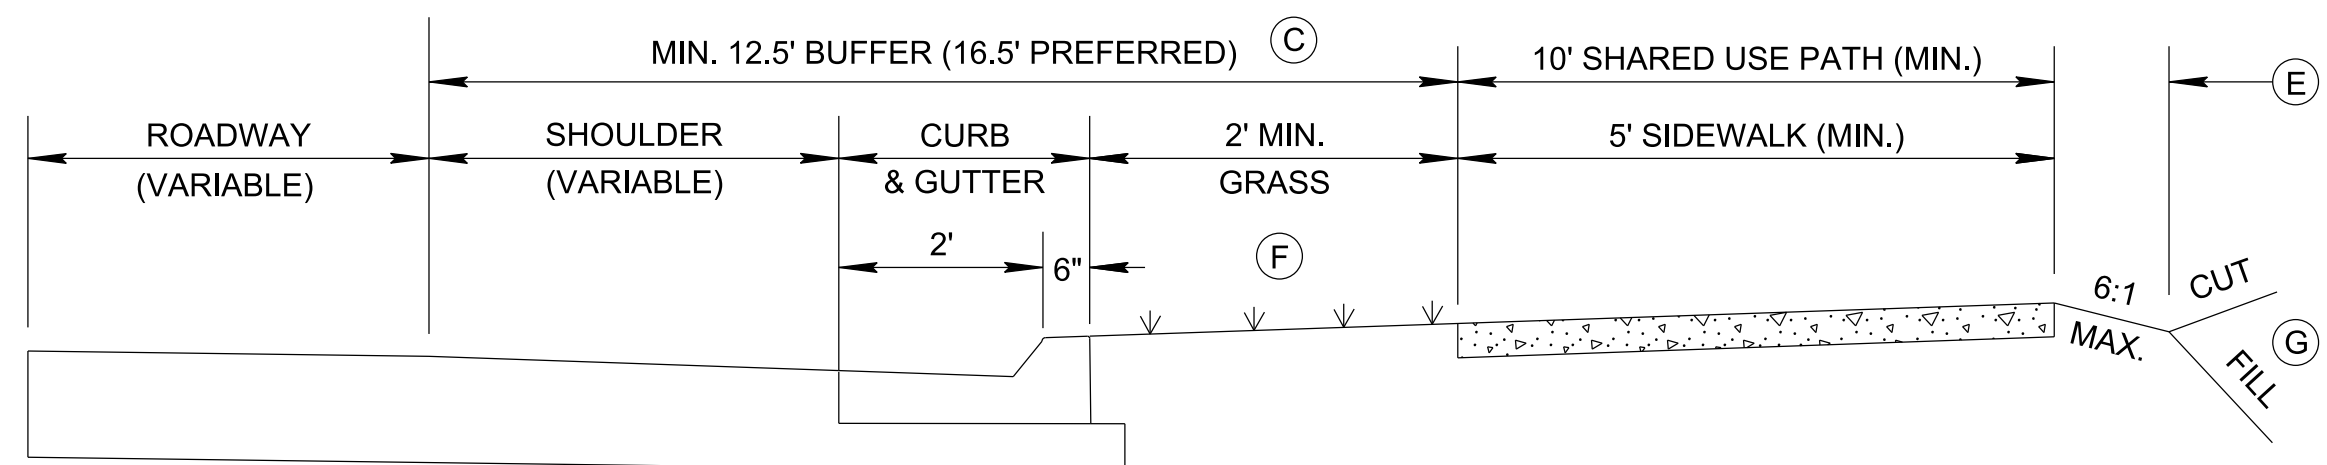 MIN. 12.5' BUFFER (16.5' PREFERRED)
C
10' SHARED USE PATH (MIN.)
E
ROADWAY
(VARIABLE)
SHOULDER
(VARIABLE)
CURB
& GUTTER
2' MIN.
GRASS
5' SIDEWALK (MIN.)
2'
6"
F
6:1
MAX.
CUT
FILL
G